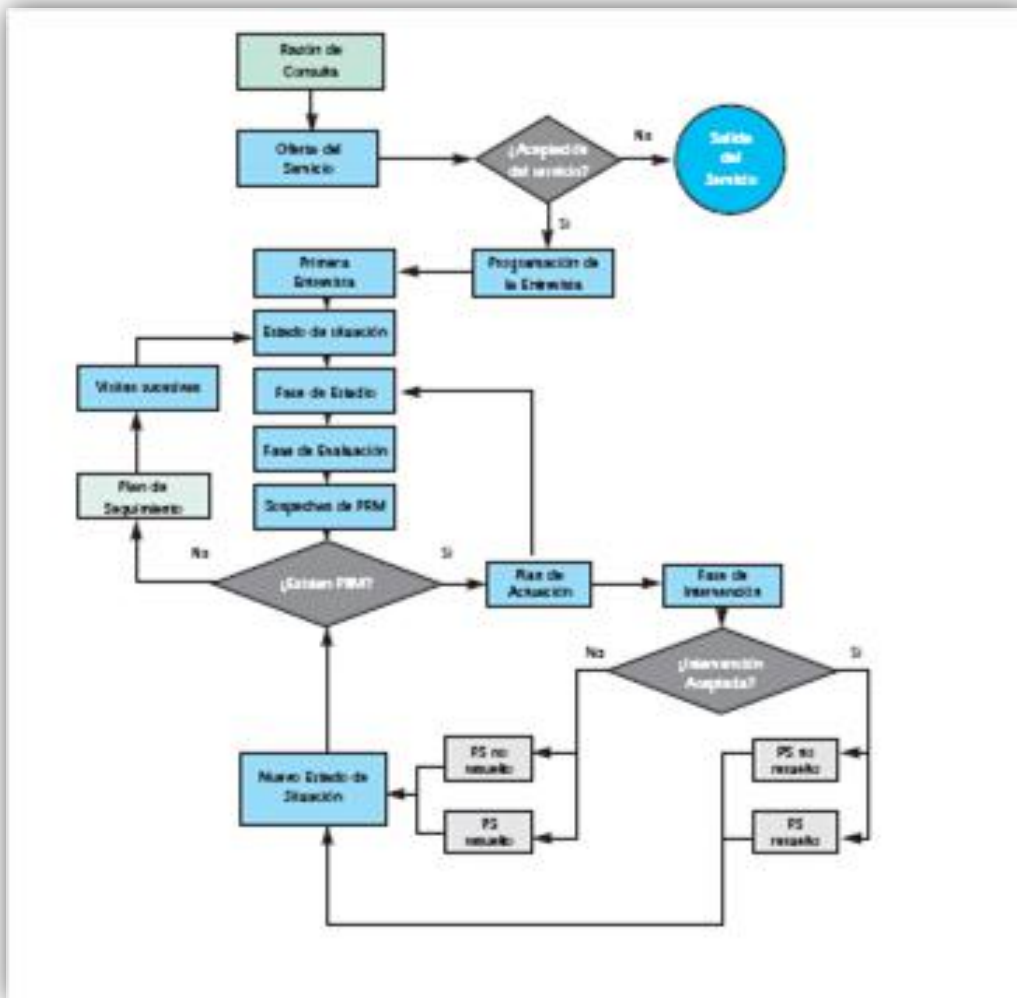 Razón de
Consulta
Oferta del
Servicio
¿Aceptación
del servicio?
No
Salida
del
Servicio
Si
Primera
Entrevista
Programación de
la Entrevista
Estado de situación
Visitas sucesivas
Fase de Estudio
Fase de Evaluación
Plan de
Seguimiento
Sospechas de PRM
No
¿Existen PRM?
Si
Plan de
Actuación
Fase de
Intervención
No
¿Intervención
Aceptada?
Si
PS no
resuelto
PS no
resuelto
Nuevo Estado de
Situación
PS
resuelto
PS
resuelto